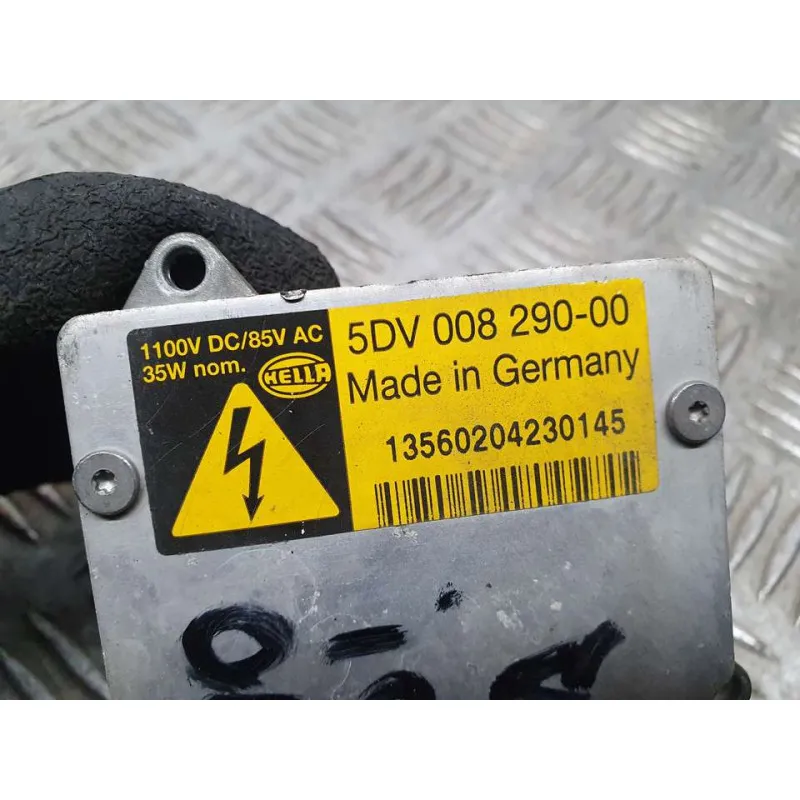 1100V DC/85V AC
35W nom.
HELLA
5DV 008 290-00
Made in Germany
13560204230145